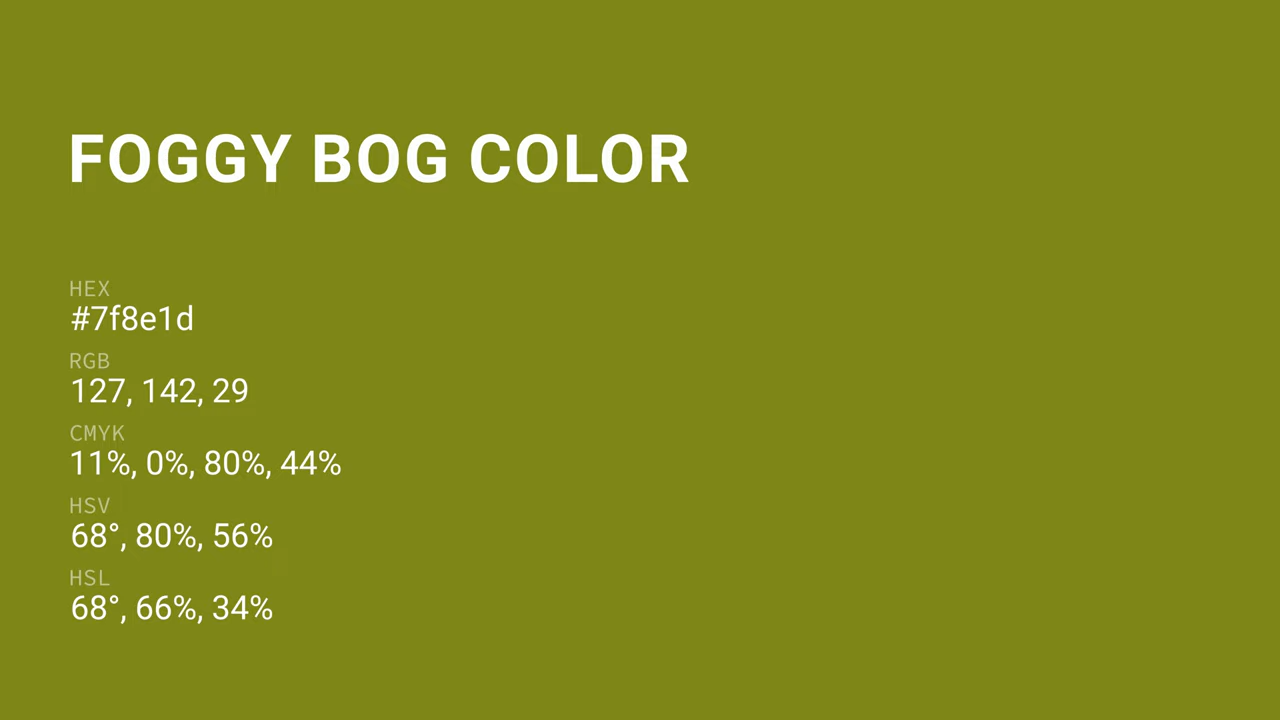 FOGGY BOG COLOR
HEX
#7f8e1d
RGB
127, 142, 29
CMYK
11%, 0%, 80%, 44%
HSV
68°, 80%, 56%
HSL
68°, 66%, 34%